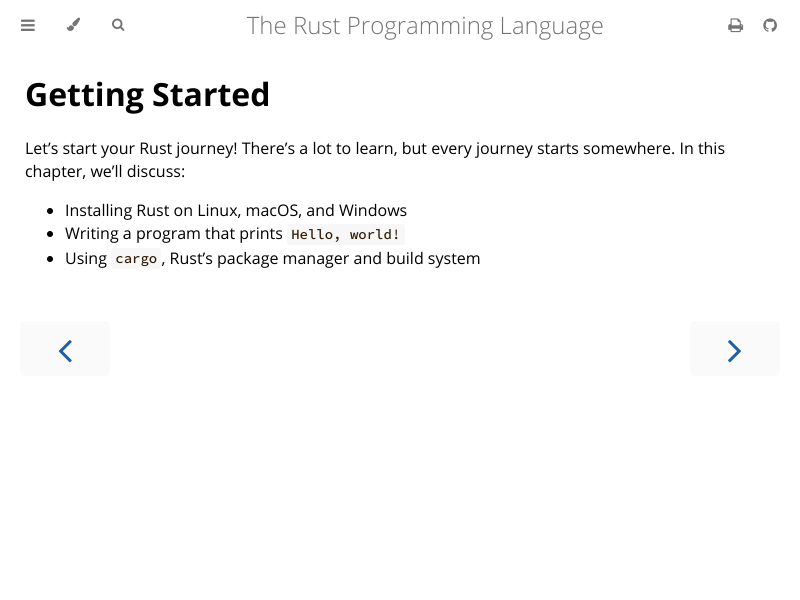 The Rust Programming Language
Getting Started
Let’s start your Rust journey! There’s a lot to learn, but every journey starts somewhere. In this
chapter, we’ll discuss:
• Installing Rust on Linux, macOS, and Windows
• Writing a program that prints Hello, world!
• Using cargo, Rust’s package manager and build system